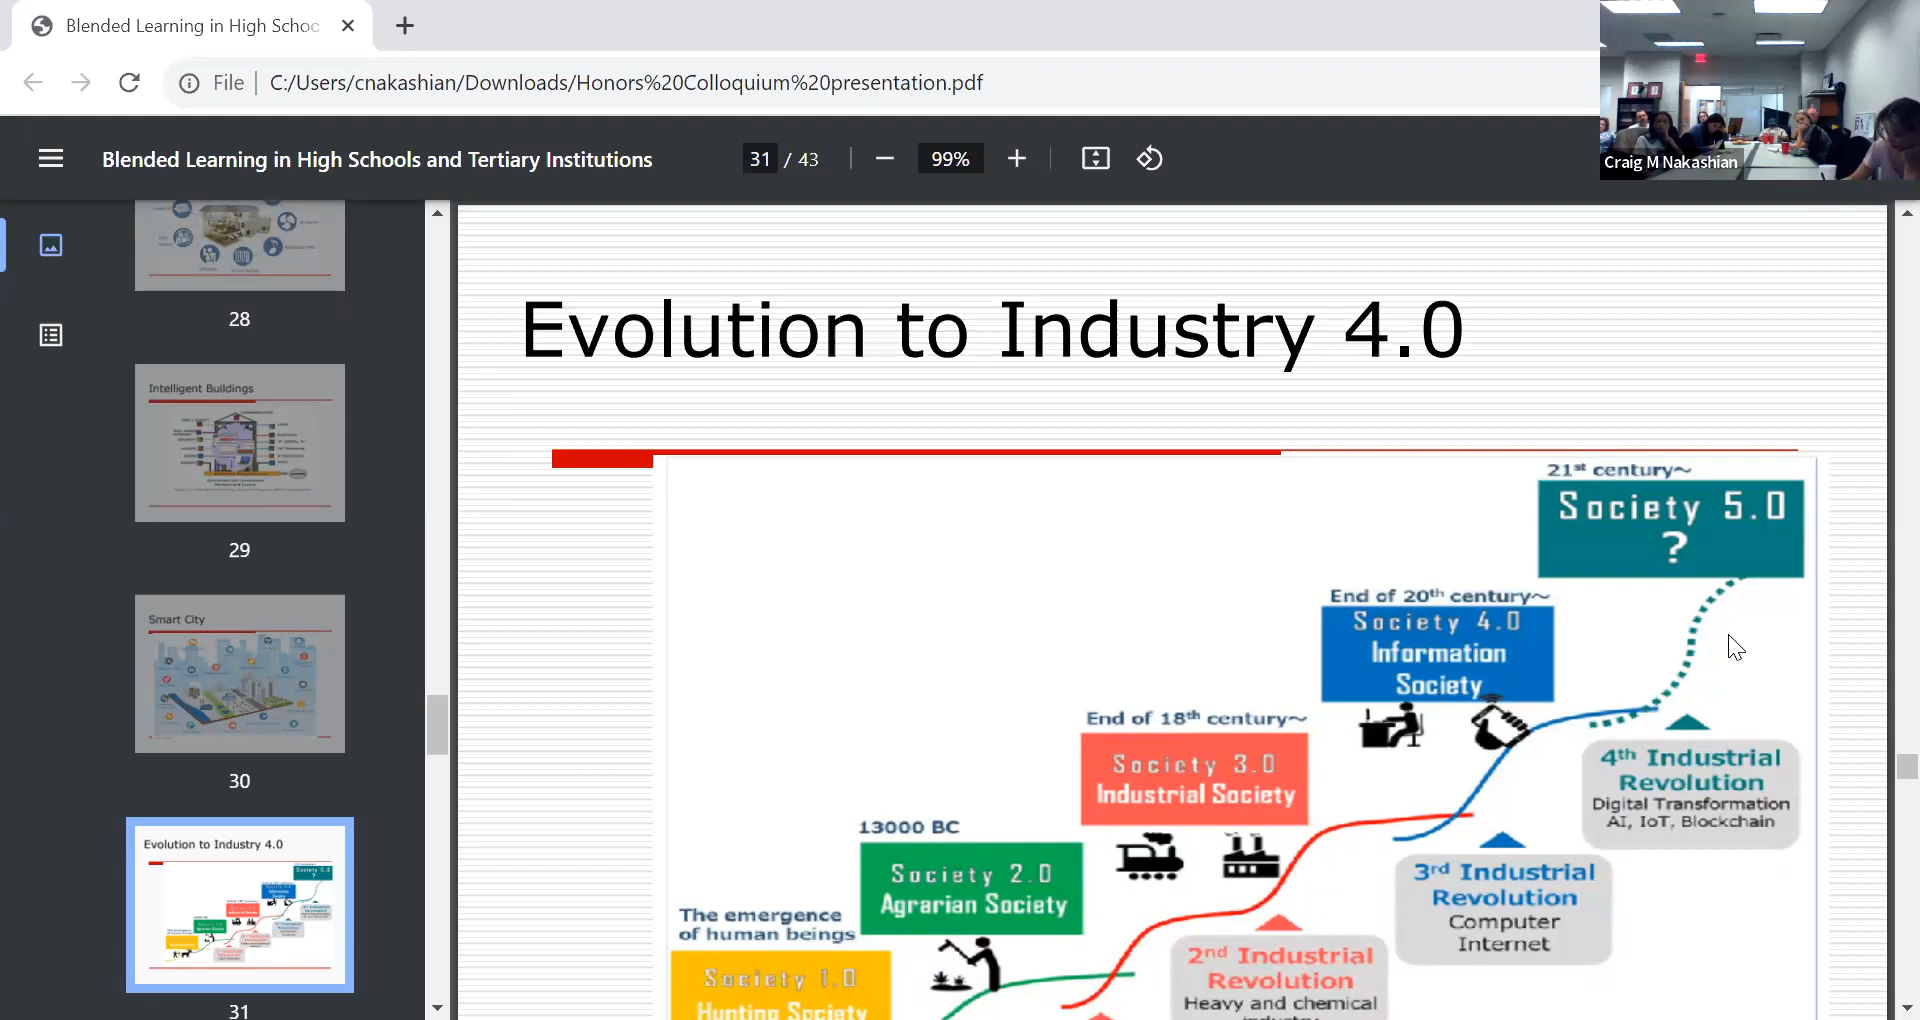 Blended Learning in High Schoo
File
C:/Users/cnakashian/Downloads/Honors%20Colloquium%20presentation.pdf
Craig M Nakashian
Blended Learning in High Schools and Tertiary Institutions
31 / 43
99%
28
Intelligent Buildings
29
Smart City
30
Evolution to Industry 4.0
31
Evolution to Industry 4.0
21st century~
Society 5.0
?
End of 20th century~
Society 4.0
Information
Society
End of 18th century~
Society 3.0
Industrial Society
4th Industrial
Revolution
Digital Transformation
AI, IoT, Blockchain
13000 BC
Society 2.0
Agrarian Society
3rd Industrial
Revolution
Computer
Internet
The emergence
of human beings
Society 1.0
Hunting Society
2nd Industrial
Revolution
Heavy and chemical
industry